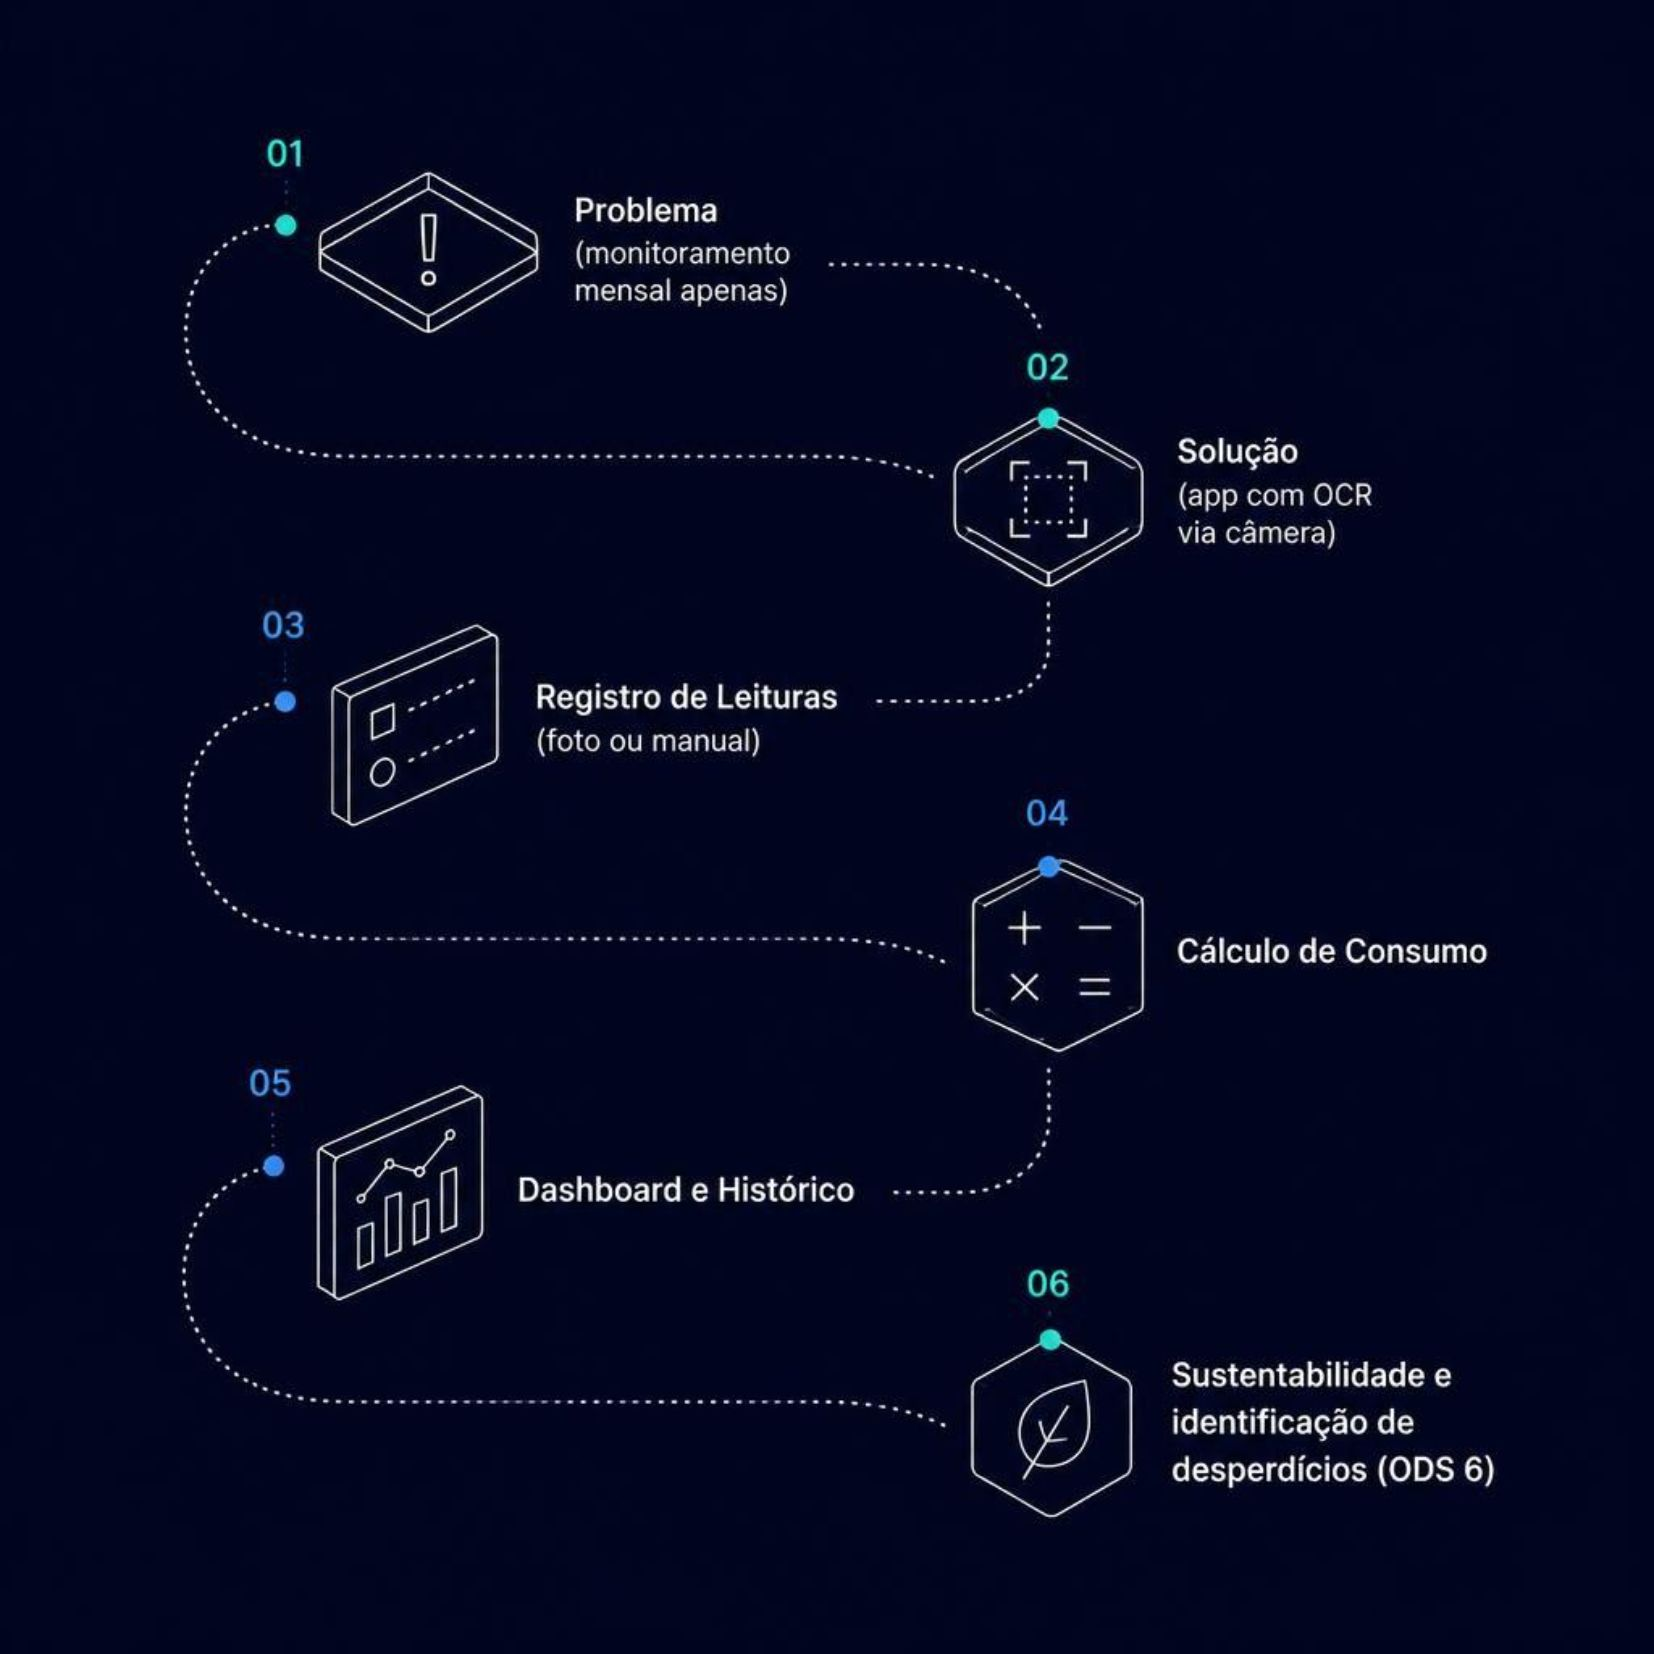 01
Problema
(monitoramento
mensal apenas)
02
Solução
(app com OCR
via câmera)
03
Registro de Leituras
(foto ou manual)
04
Cálculo de Consumo
05
Dashboard e Histórico
06
Sustentabilidade e
identificação de
desperdícios (ODS 6)